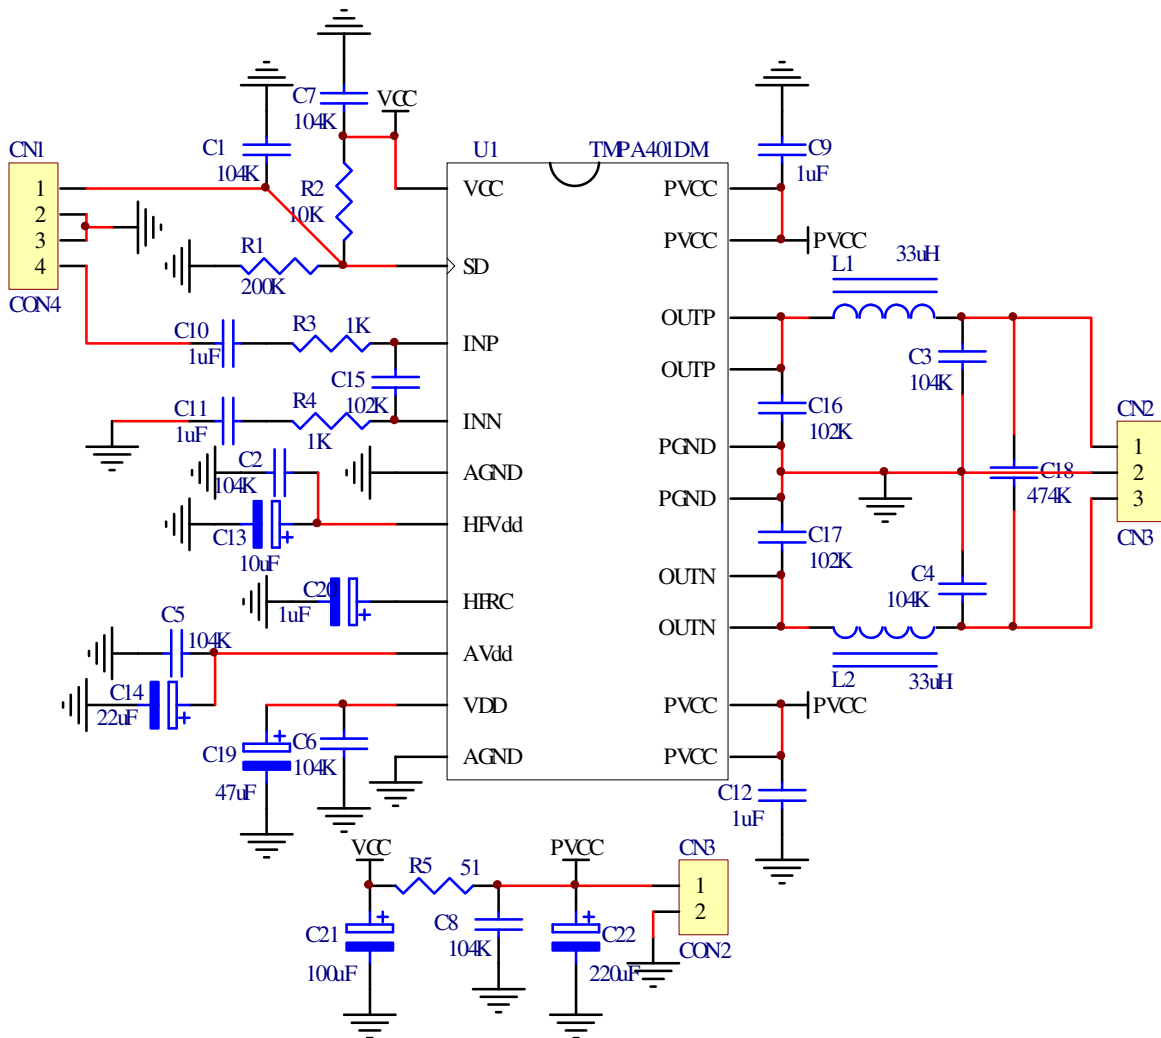 C7
104K
VCC
CN1
C1
104K
U1
TMPA401DM
C9
1uF
1
2
3
4
CON4
R2
10K
R1
200K
VCC
SD
INP
INN
AGND
HFVdd
HFRC
AVdd
VDD
AGND
PVCC
PVCC
OUTP
OUTP
PGND
PGND
OUTN
OUTN
PVCC
PVCC
PVCC
L1
33uH
C10
1uF
R3
1K
C15
102K
C11
1uF
R4
1K
C2
104K
C13
+
10uF
C20
1uF
+
C5
104K
C14
22uF
+
C19
47uF
+
C6
104K
C3
104K
C16
102K
C18
474K
C17
102K
C4
104K
CN2
1
2
3
CN3
L2
33uH
PVCC
C12
1uF
VCC
R5
51
PVCC
CN3
1
2
CON2
C21
100uF
+
C8
104K
C22
220uF
+